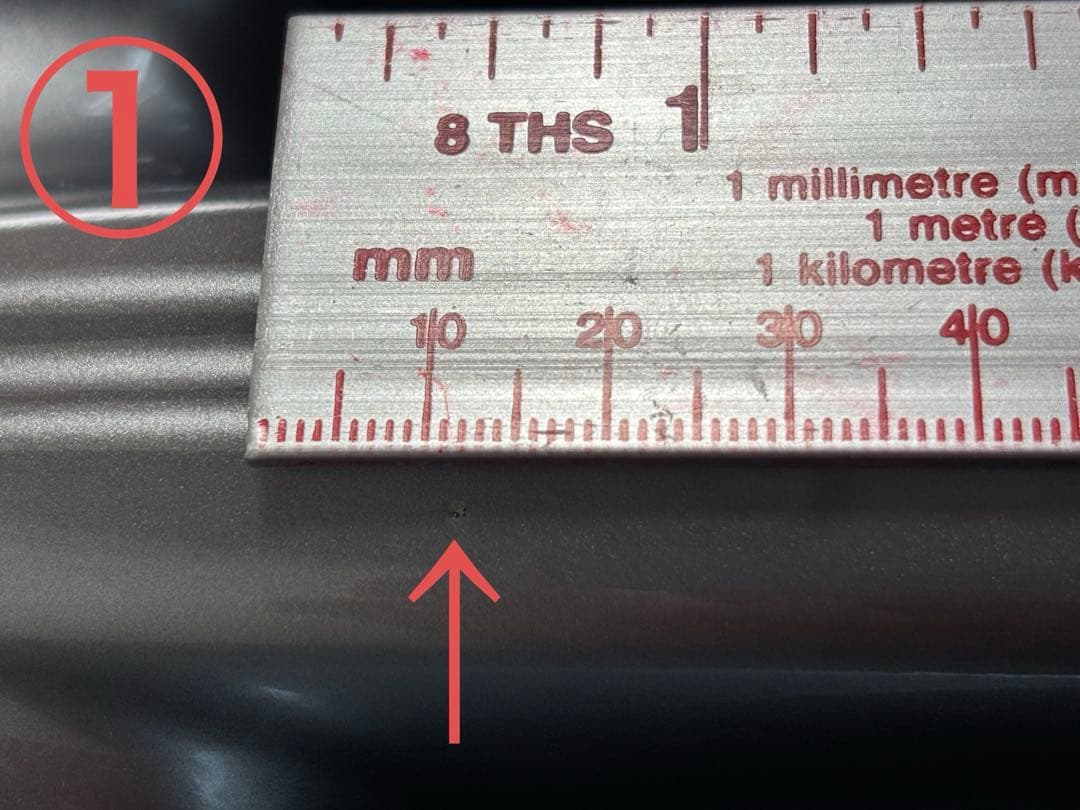 ①
8 THS 1
1 millimetre (m
1 metre (
mm
1 kilometre (k
10 20 30 40